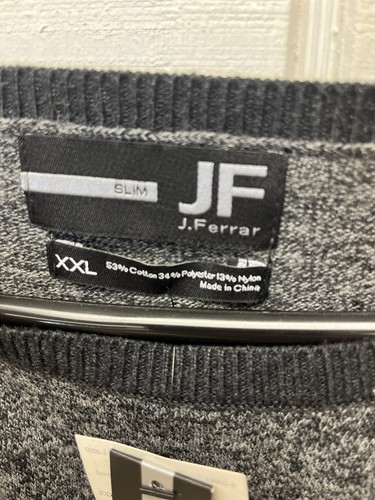 SLIM
JF
J.Ferrar
XXL
53% Cotton 34% Polyester 13% Nylon
Made in China